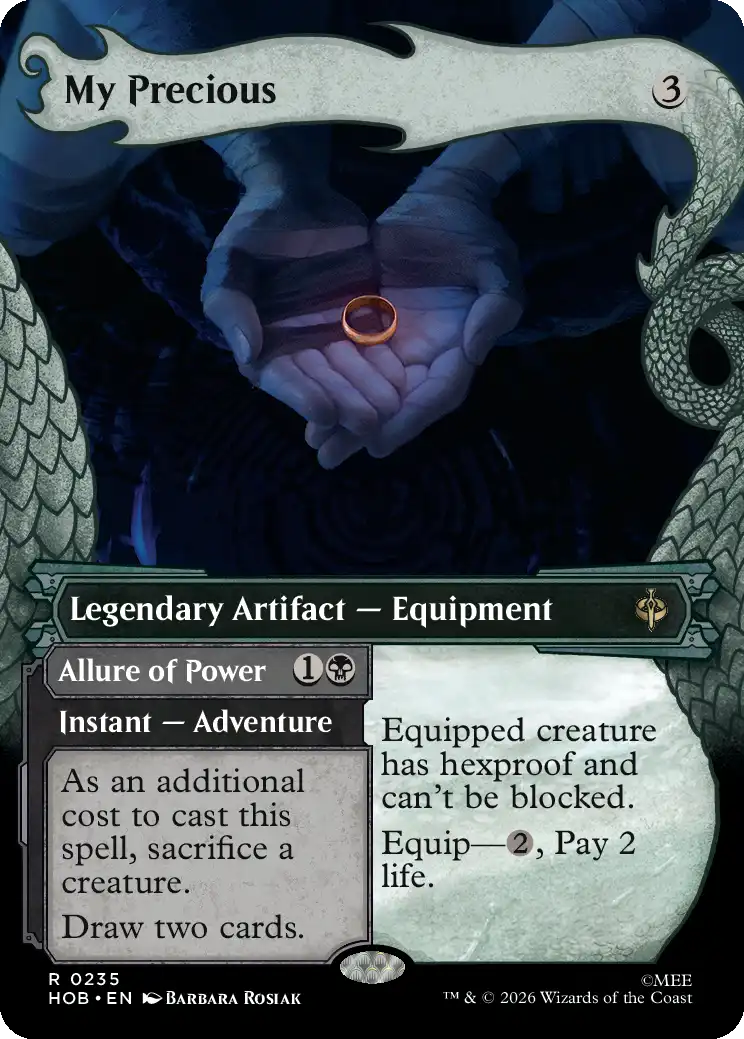 My Precious 3
Legendary Artifact — Equipment
Allure of Power 1
Instant — Adventure
As an additional
cost to cast this
spell, sacrifice a
creature.
Draw two cards.
Equipped creature
has hexproof and
can't be blocked.
Equip—2, Pay 2
life.
R 0235
HOB • EN Barbara Rosiak
©MEE
™ & © 2026 Wizards of the Coast